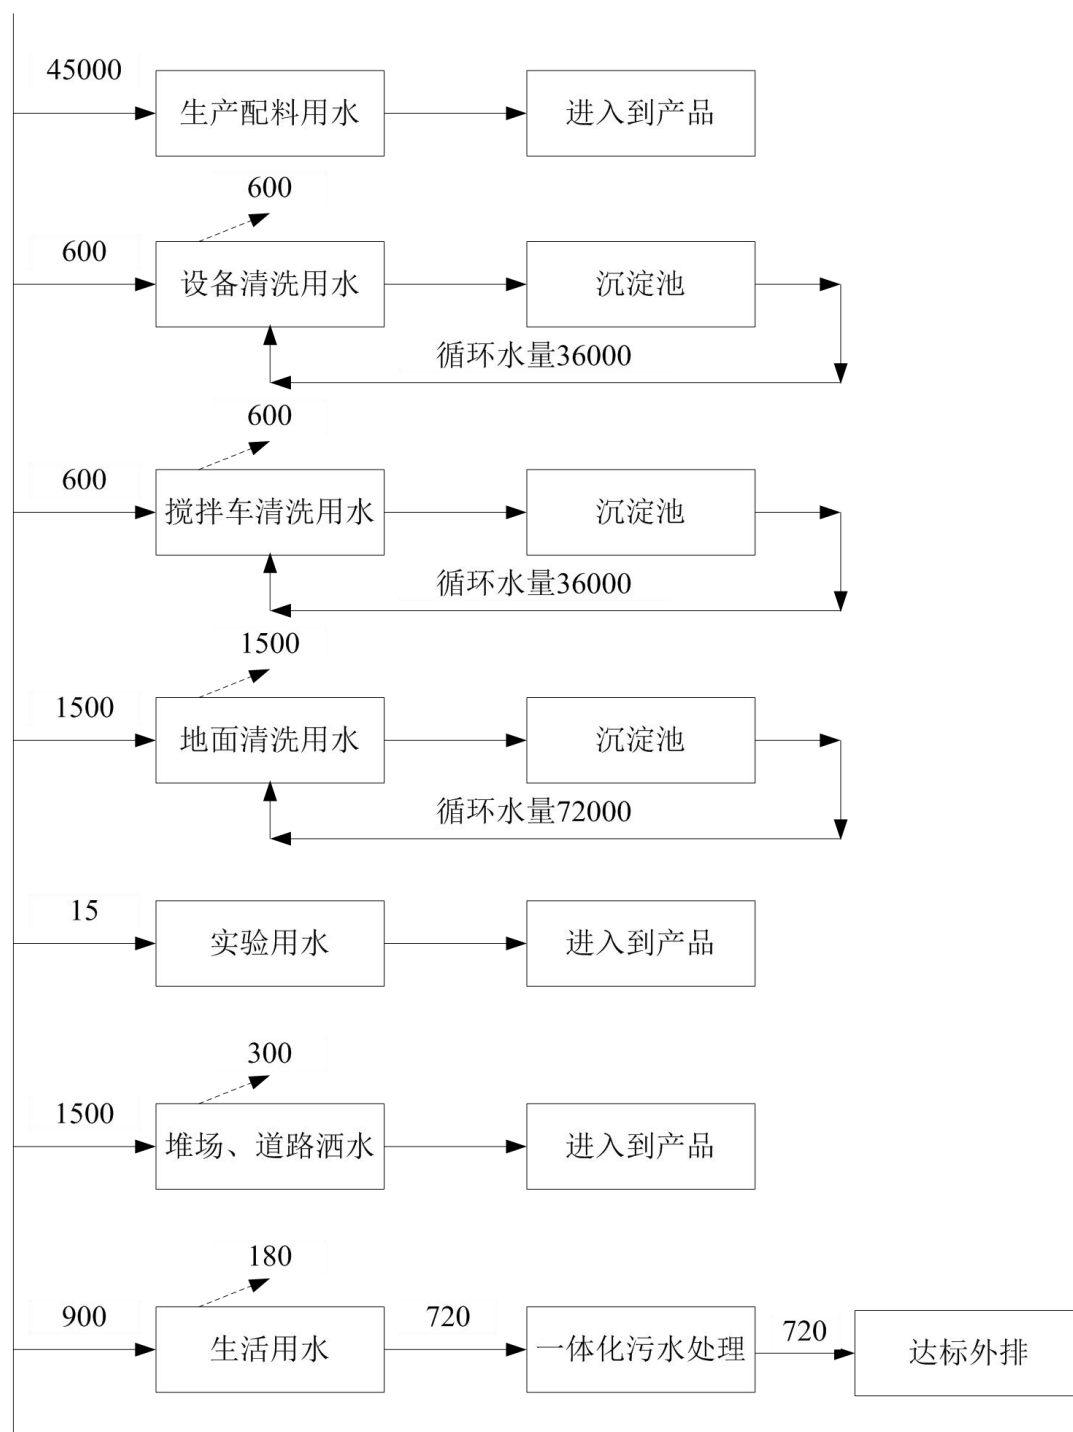 45000
生产配料用水
进入到产品
600
600
设备清洗用水
沉淀池
循环水量36000
600
600
搅拌车清洗用水
沉淀池
循环水量36000
1500
1500
地面清洗用水
沉淀池
循环水量72000
15
实验用水
进入到产品
300
1500
堆场、道路洒水
进入到产品
180
900
生活用水
720
一体化污水处理
720
达标外排